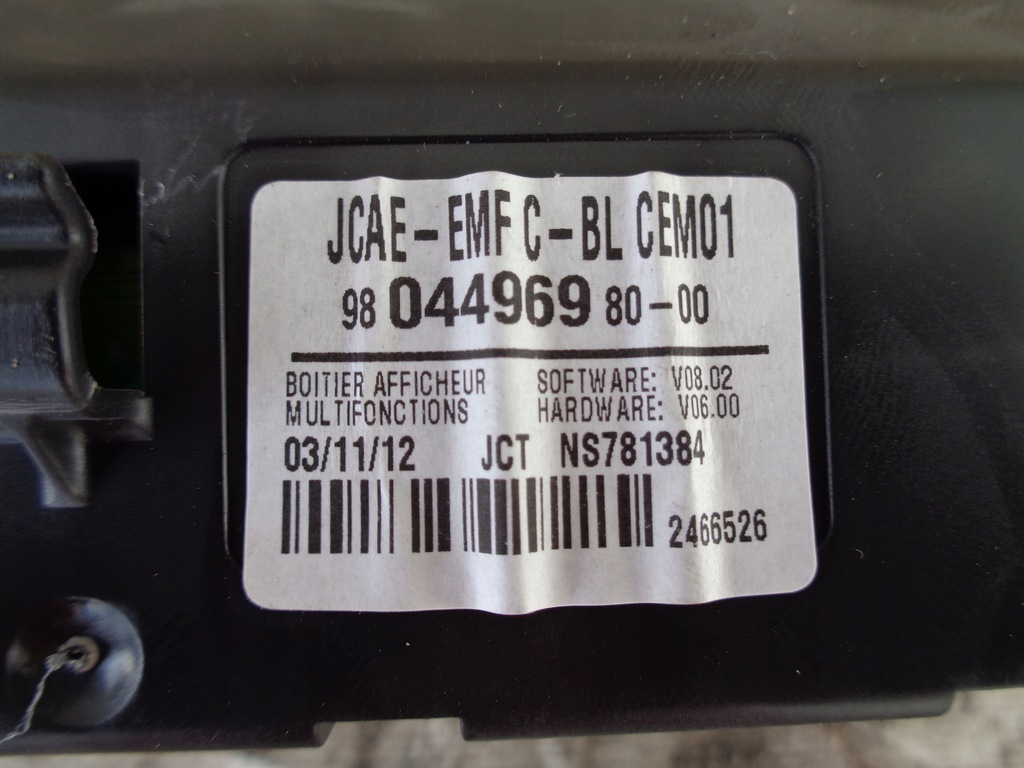 JCAE-EMF C-BL CEM01
98 044969 80-00
BOITIER AFFICHEUR SOFTWARE: V08.02
MULTIFONCTIONS HARDWARE: V06.00
03/11/12 JCT NS781384
2466526